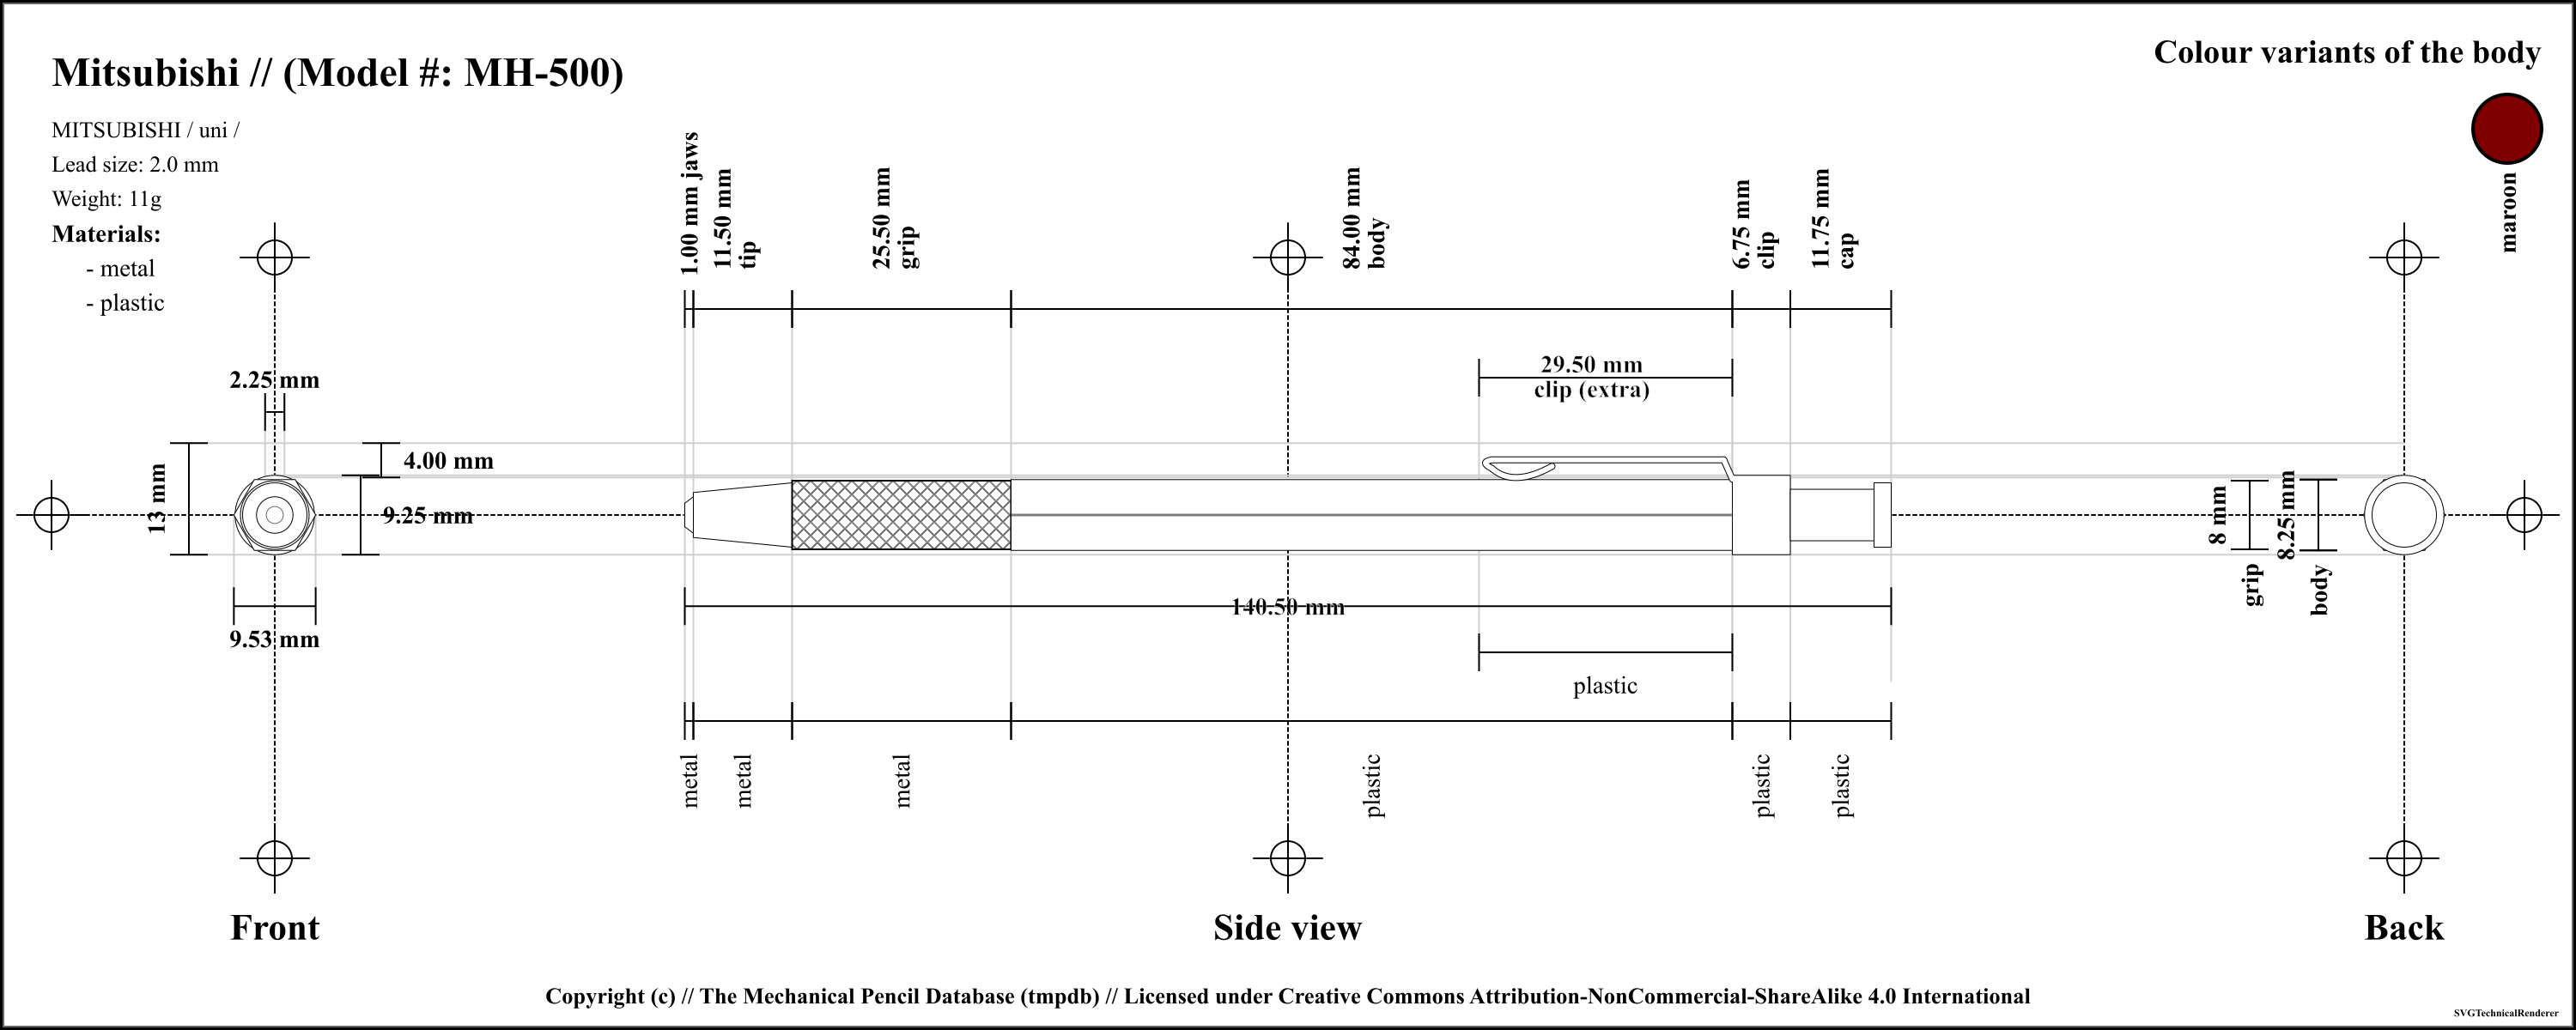 Mitsubishi // (Model #: MH-500)
Colour variants of the body
MITSUBISHI / uni /
Lead size: 2.0 mm
Weight: 11g
Materials:
- metal
- plastic
maroon
1.00 mm jaws
11.50 mm
tip
25.50 mm
grip
84.00 mm
body
6.75 mm
clip
11.75 mm
cap
29.50 mm
clip (extra)
2.25 mm
4.00 mm
13 mm
9.25 mm
9.53 mm
8 mm
grip
8.25 mm
body
140.50 mm
plastic
metal
metal
metal
plastic
plastic
plastic
Front
Side view
Back
Copyright (c) // The Mechanical Pencil Database (tmpdb) // Licensed under Creative Commons Attribution-NonCommercial-ShareAlike 4.0 International
SVGTechnicalRenderer